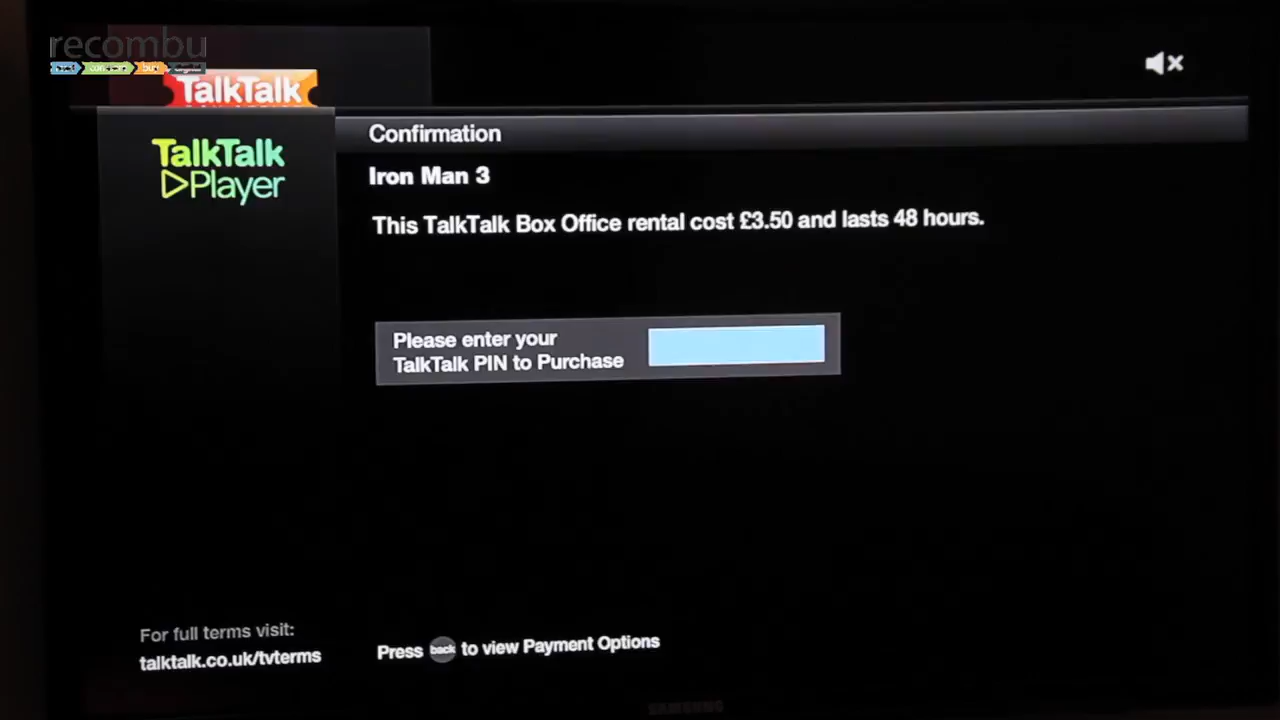 recombu
TalkTalk
TalkTalk
Player
Confirmation
Iron Man 3
This TalkTalk Box Office rental cost £3.50 and lasts 48 hours.
Please enter your
TalkTalk PIN to Purchase
For full terms visit:
talktalk.co.uk/tvterms
Press back to view Payment Options
SAMSUNG